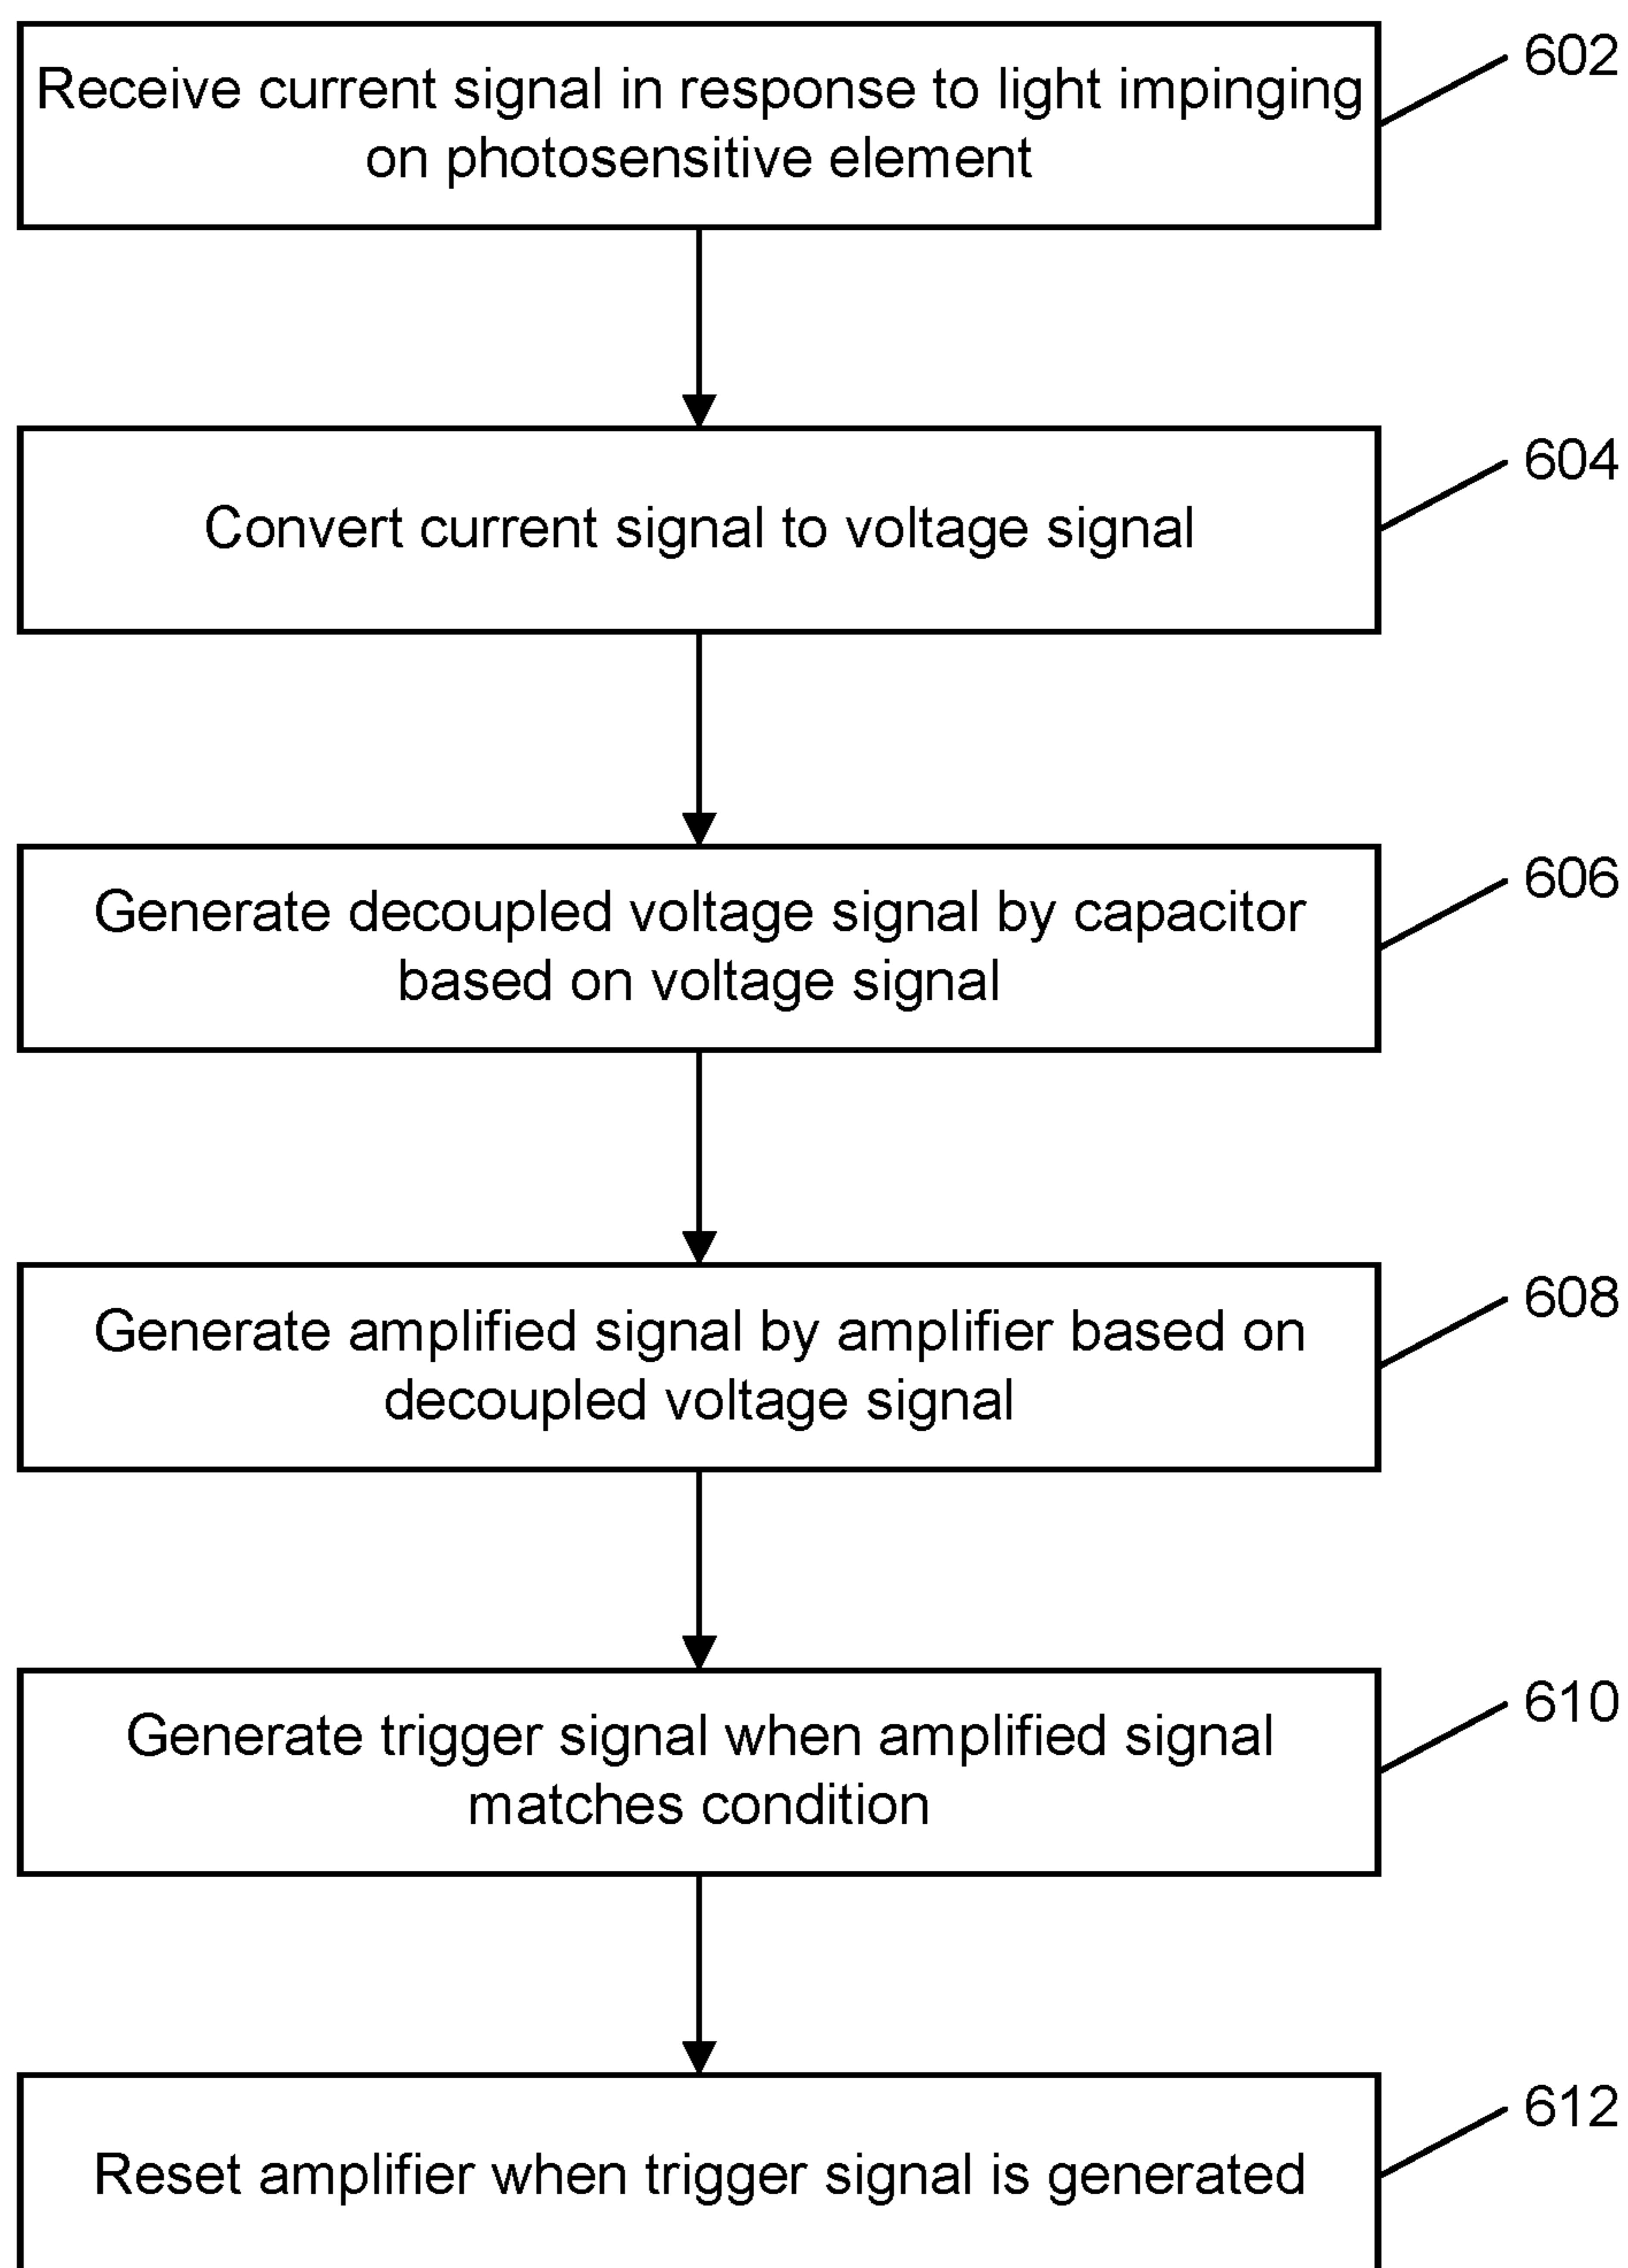 Receive current signal in response to light impinging
on photosensitive element
602
Convert current signal to voltage signal
604
Generate decoupled voltage signal by capacitor
based on voltage signal
606
Generate amplified signal by amplifier based on
decoupled voltage signal
608
Generate trigger signal when amplified signal
matches condition
610
Reset amplifier when trigger signal is generated
612